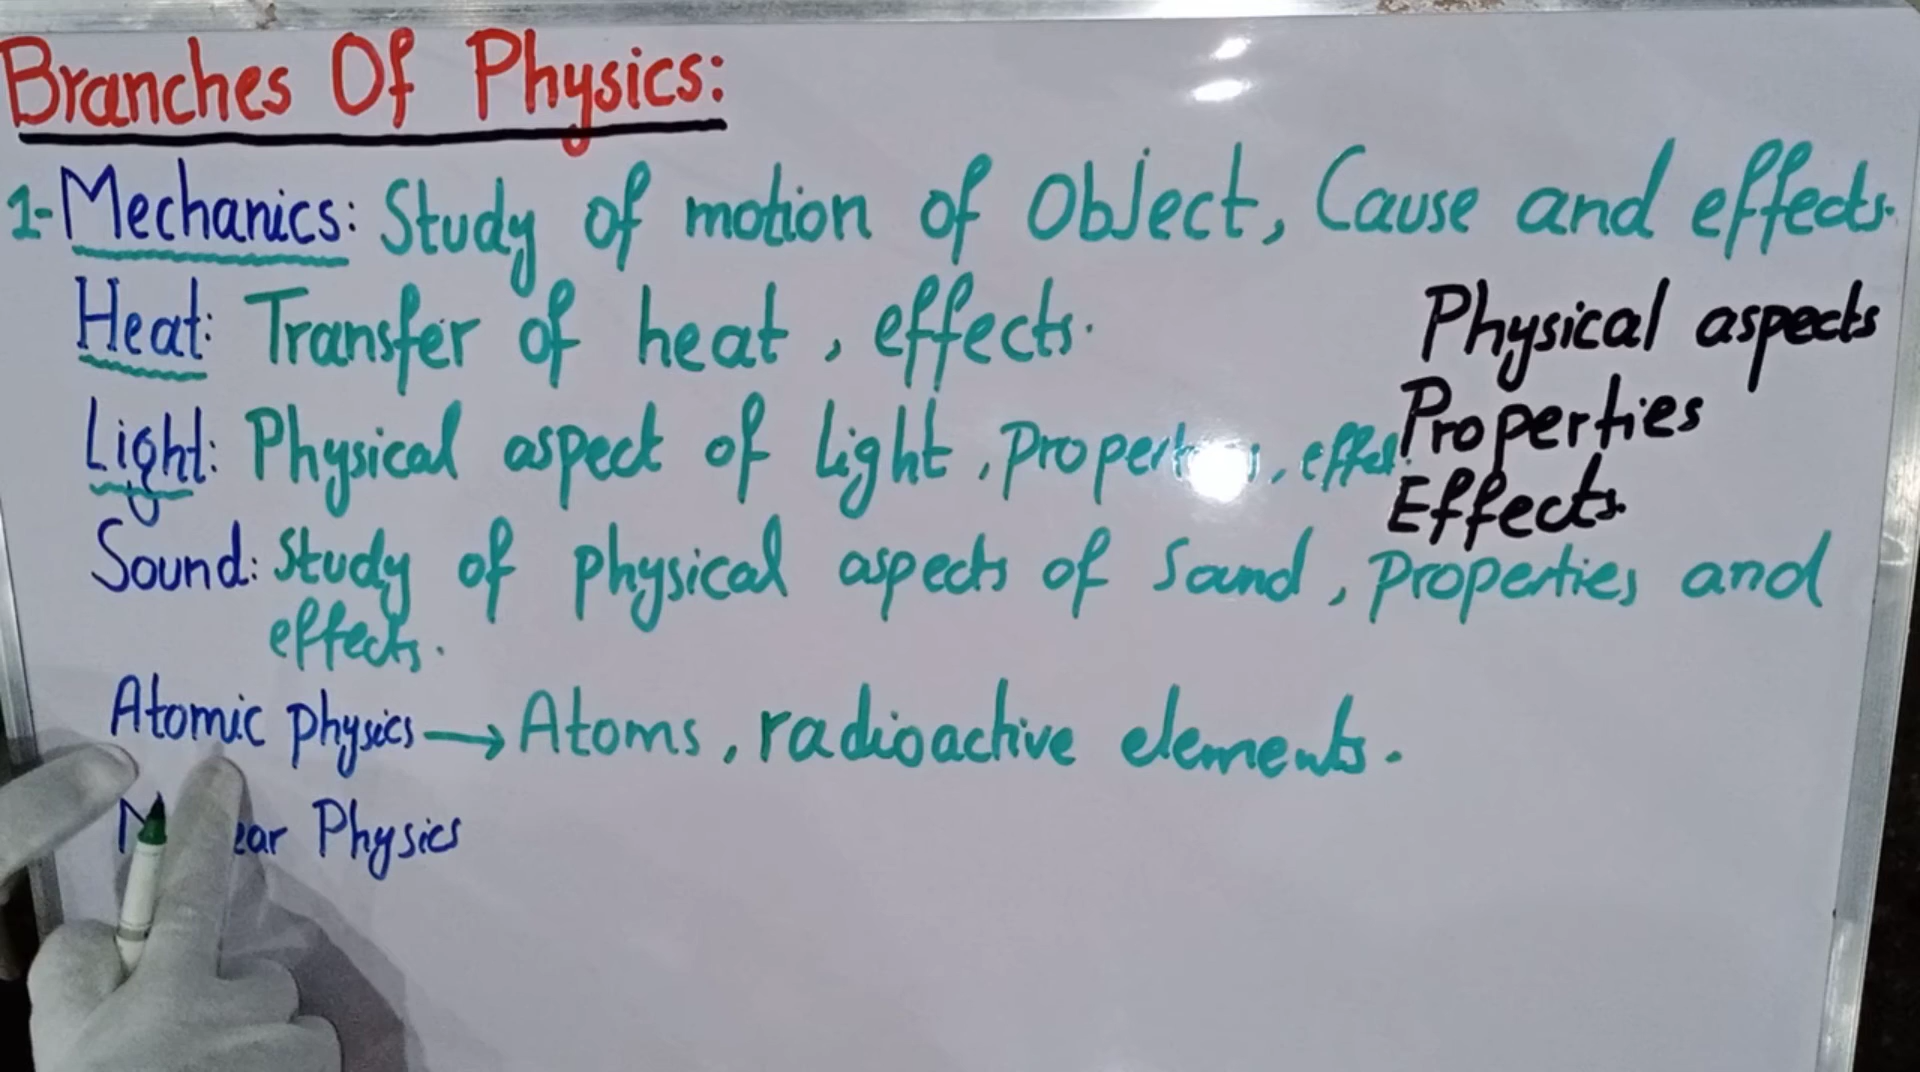 Branches Of Physics:
1- Mechanics: Study of motion of Object, Cause and effects.
Heat: Transfer of heat, effects.
Physical aspects
Light: Physical aspect of light, 
Properties
Effects.
Sound: Study of physical aspects of Sound, properties and
effects.
Atomic physics → Atoms, radioactive elements.
Physics